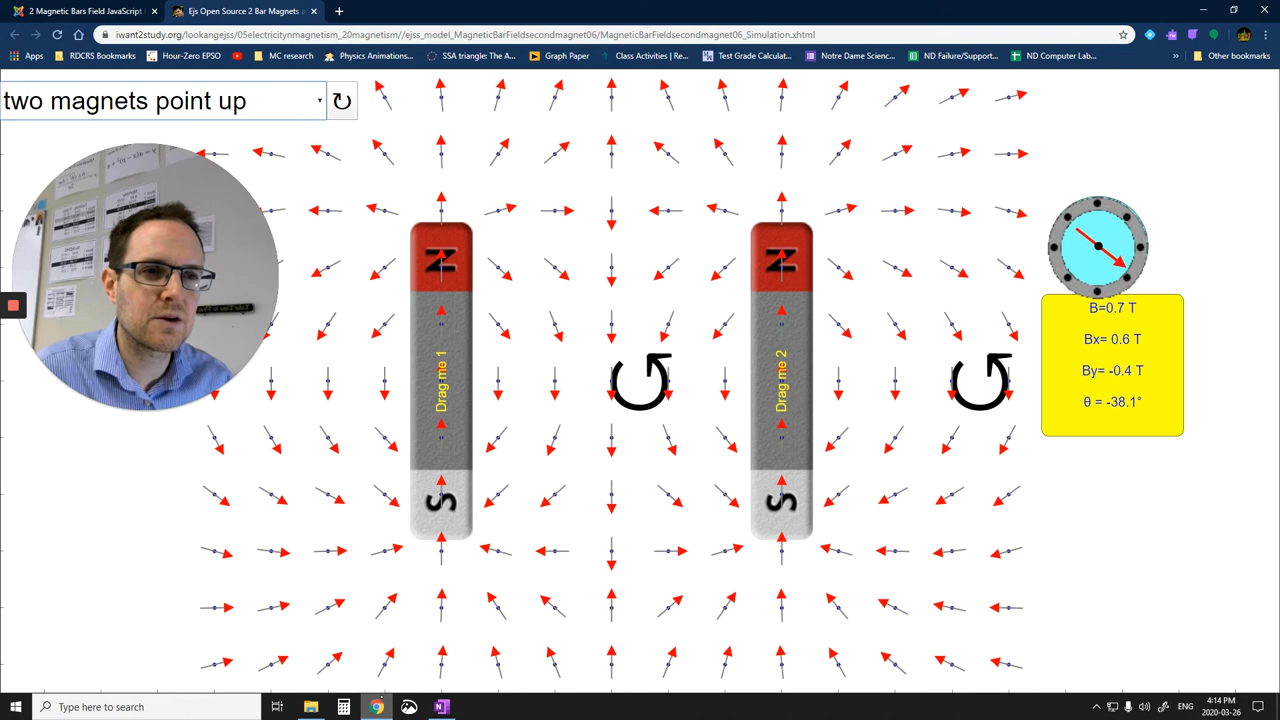 2 Magnetic Bars Field JavaScript
Ejs Open Source 2 Bar Magnets a
iwant2study.org/lookangejss/05electricitynmagnetism_20magnetism//ejss_model_MagneticBarFieldsecondmagnet06/MagneticBarFieldsecondmagnet06_Simulation.xhtml
Apps
RDCRS Bookmarks
Hour-Zero EPSO
MC research
Physics Animations...
SSA triangle: The A...
Graph Paper
Class Activities | Re...
Test Grade Calculat...
Notre Dame Scienc...
ND Failure/Support...
ND Computer Lab...
Other bookmarks
two magnets point up
N
Drag me 1
S
N
Drag me 2
S
B=0.7 T
Bx= 0.6 T
By= -0.4 T
θ = -38.1°
Type here to search
ENG
4:14 PM
2020-03-26